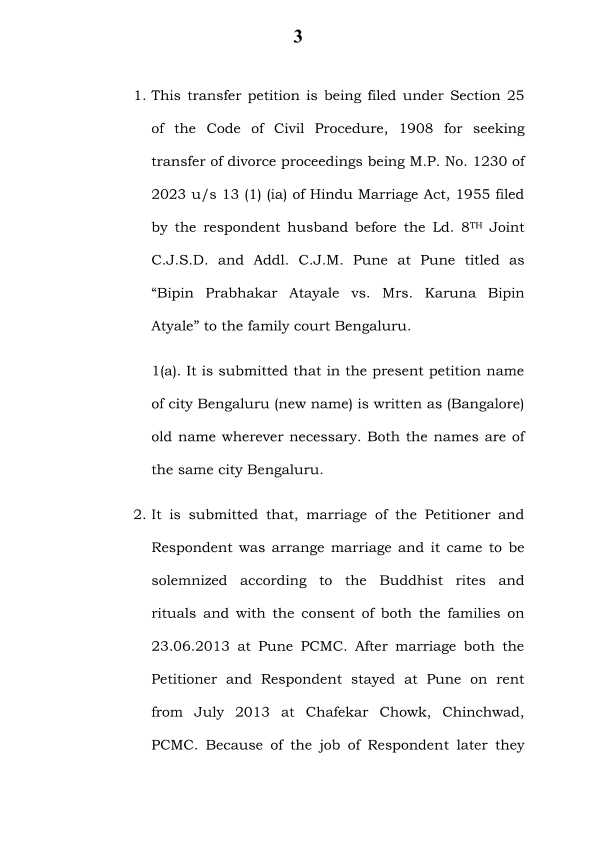 3
1. This transfer petition is being filed under Section 25
of the Code of Civil Procedure, 1908 for seeking
transfer of divorce proceedings being M.P. No. 1230 of
2023 u/s 13 (1) (ia) of Hindu Marriage Act, 1955 filed
by the respondent husband before the Ld. 8TH Joint
C.J.S.D. and Addl. C.J.M. Pune at Pune titled as
“Bipin Prabhakar Atayale vs. Mrs. Karuna Bipin
Atyale” to the family court Bengaluru.
1(a). It is submitted that in the present petition name
of city Bengaluru (new name) is written as (Bangalore)
old name wherever necessary. Both the names are of
the same city Bengaluru.
2. It is submitted that, marriage of the Petitioner and
Respondent was arrange marriage and it came to be
solemnized according to the Buddhist rites and
rituals and with the consent of both the families on
23.06.2013 at Pune PCMC. After marriage both the
Petitioner and Respondent stayed at Pune on rent
from July 2013 at Chafekar Chowk, Chinchwad,
PCMC. Because of the job of Respondent later they